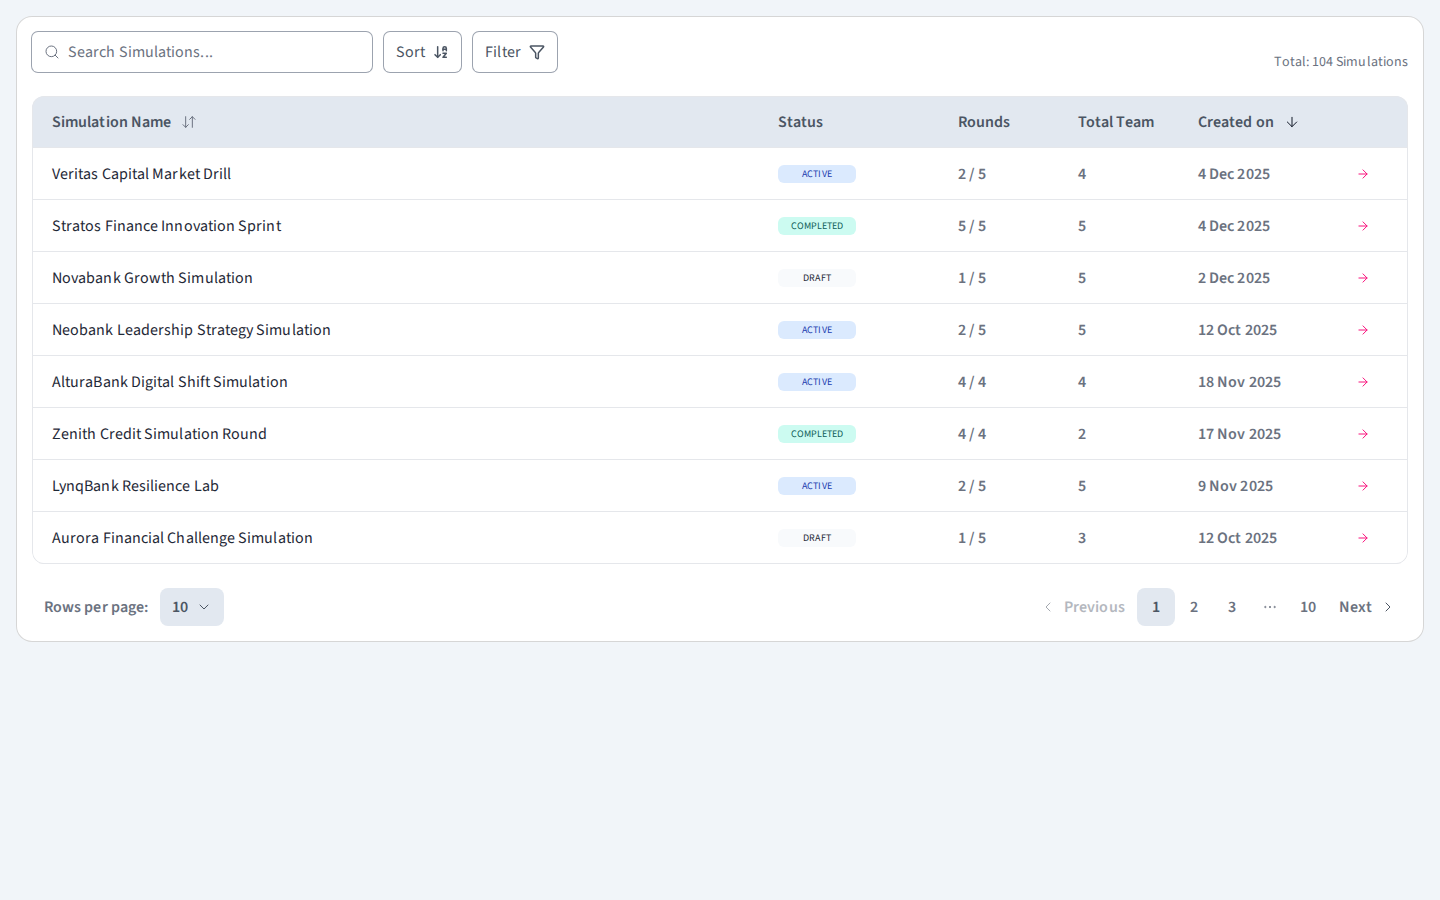 Search Simulations...
Sort
Filter
Total: 104 Simulations
Simulation Name Status Rounds Total Team Created on
Veritas Capital Market Drill ACTIVE 2 / 5 4 4 Dec 2025
Stratos Finance Innovation Sprint COMPLETED 5 / 5 5 4 Dec 2025
Novabank Growth Simulation DRAFT 1 / 5 5 2 Dec 2025
Neobank Leadership Strategy Simulation ACTIVE 2 / 5 5 12 Oct 2025
AlturaBank Digital Shift Simulation ACTIVE 4 / 4 4 18 Nov 2025
Zenith Credit Simulation Round COMPLETED 4 / 4 2 17 Nov 2025
LynqBank Resilience Lab ACTIVE 2 / 5 5 9 Nov 2025
Aurora Financial Challenge Simulation DRAFT 1 / 5 3 12 Oct 2025
Rows per page: 10 Previous 1 2 3 ··· 10 Next